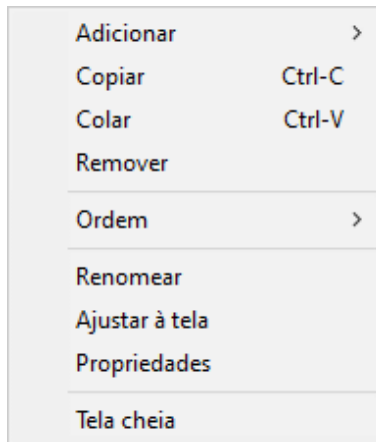 Adicionar
Copiar Ctrl-C
Colar Ctrl-V
Remover
Ordem
Renomear
Ajustar à tela
Propriedades
Tela cheia